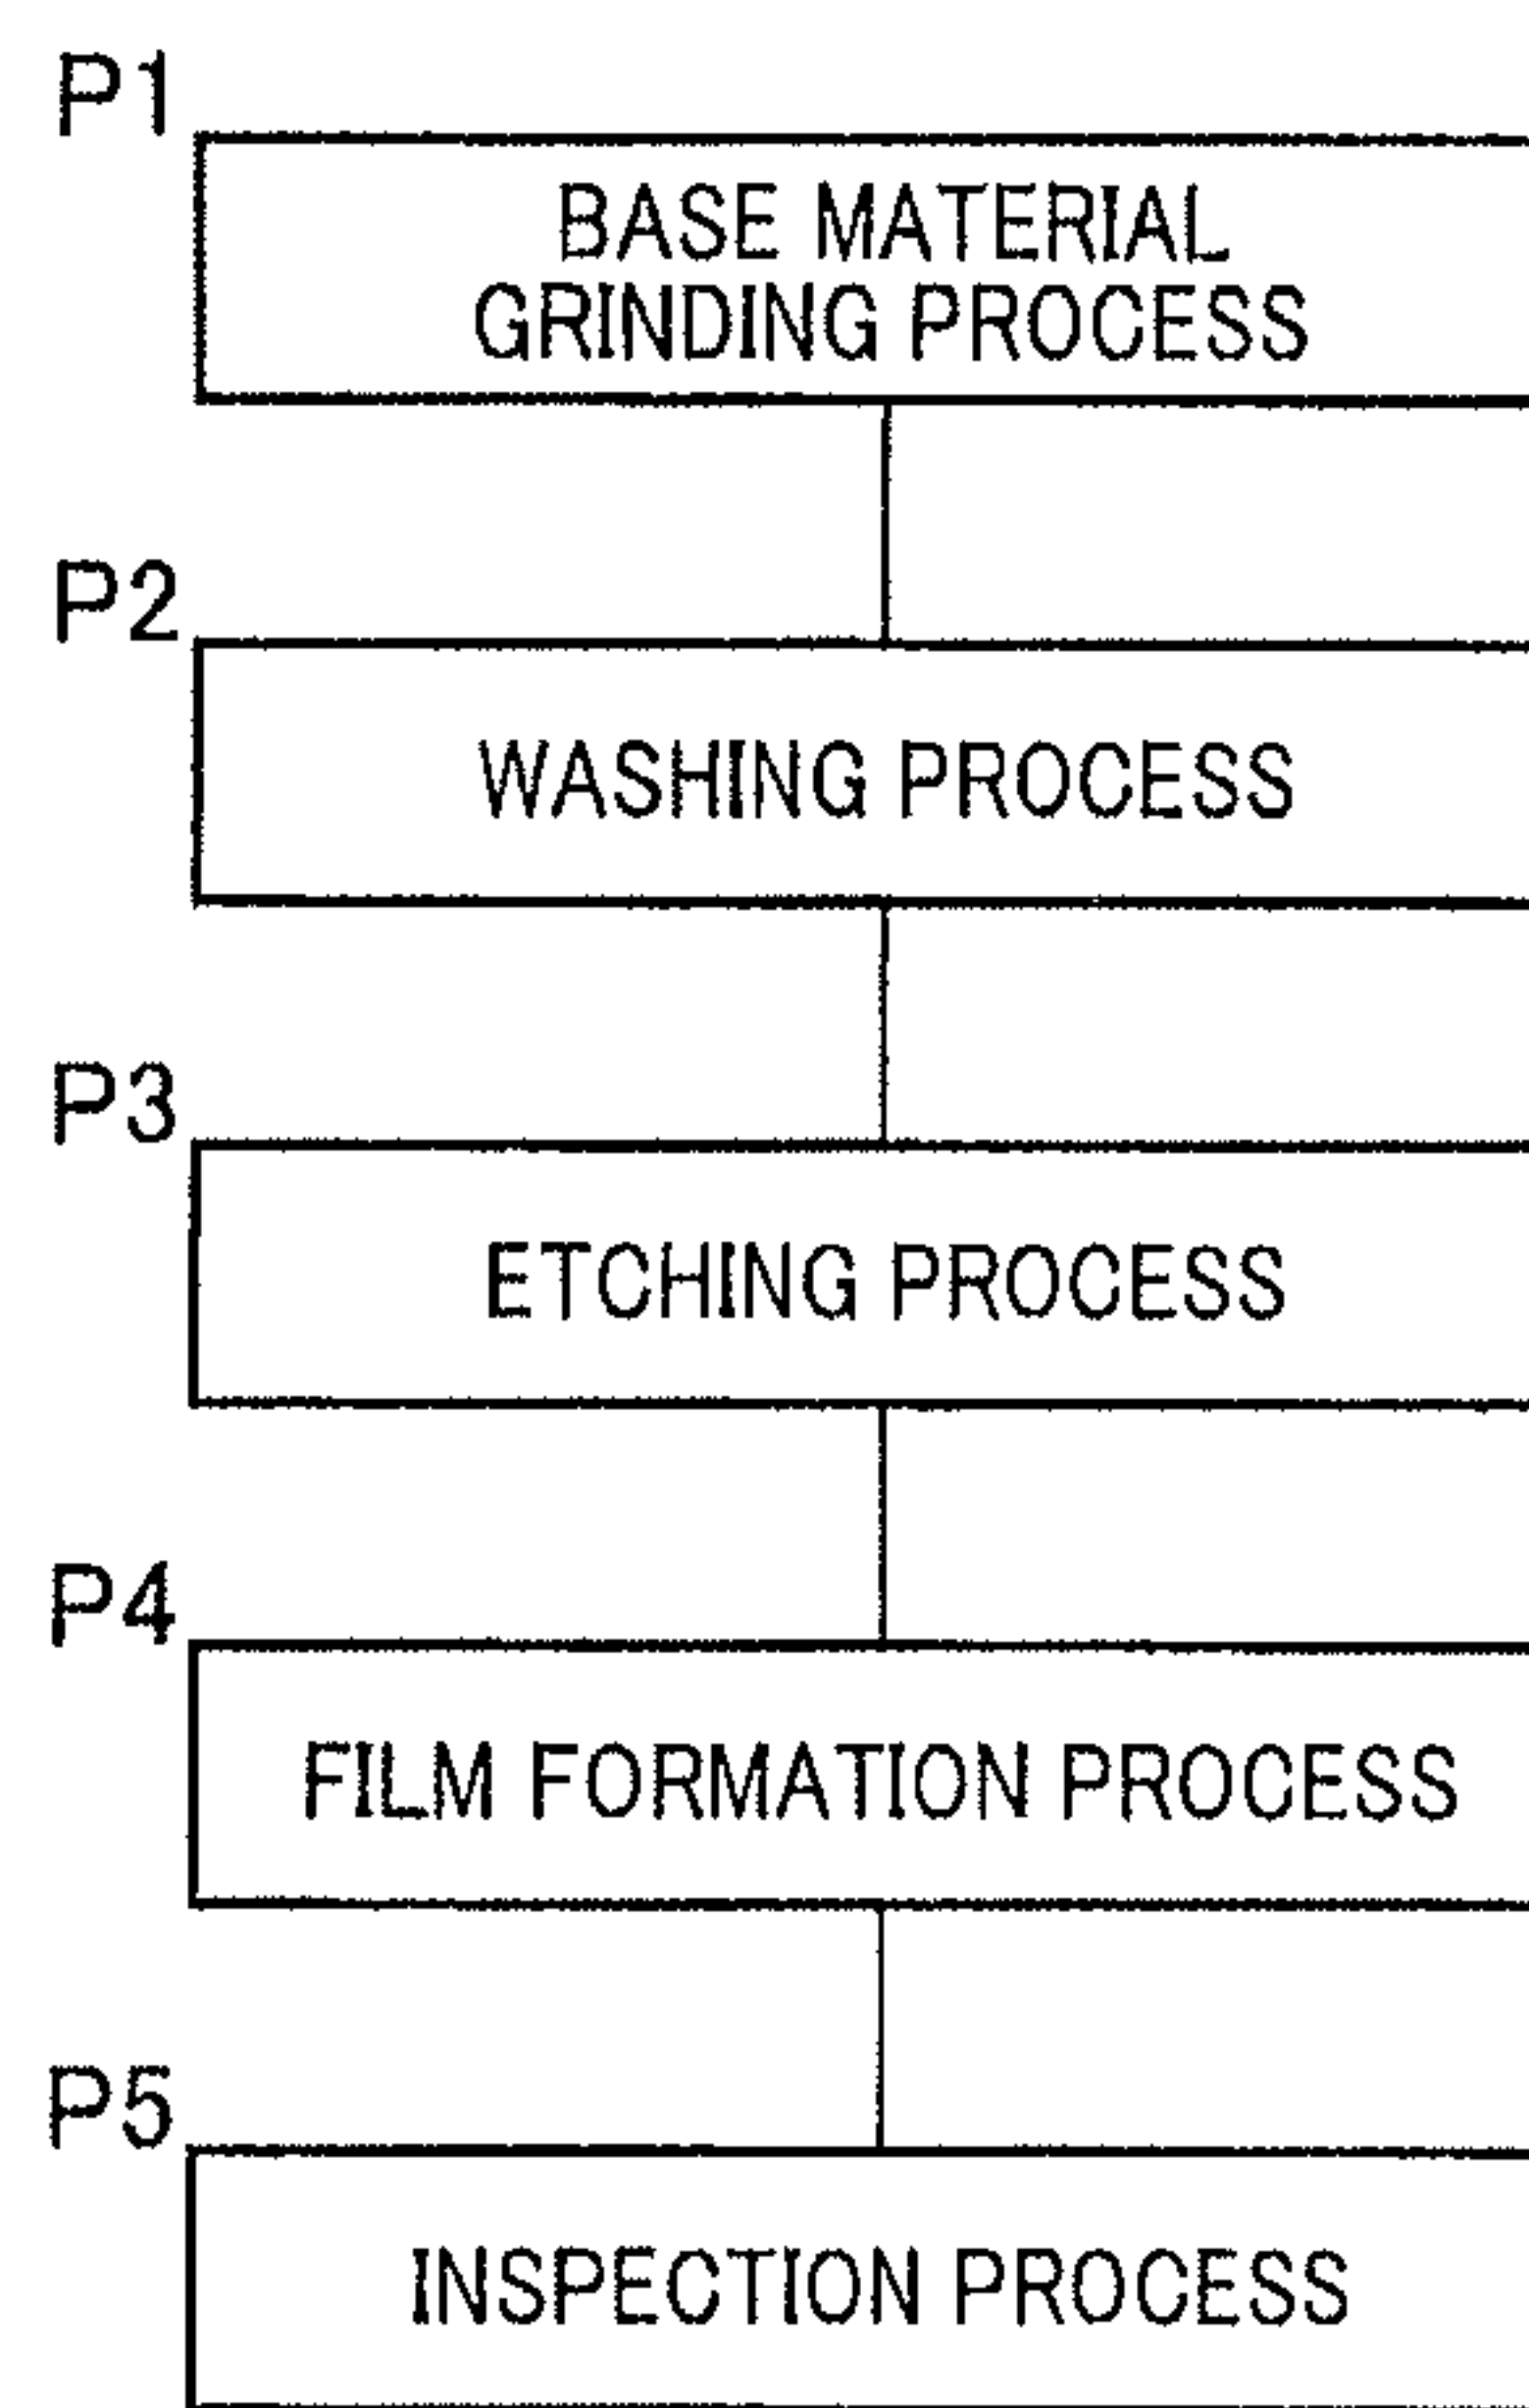 P1
BASE MATERIAL
GRINDING PROCESS
P2
WASHING PROCESS
P3
ETCHING PROCESS
P4
FILM FORMATION PROCESS
P5
INSPECTION PROCESS